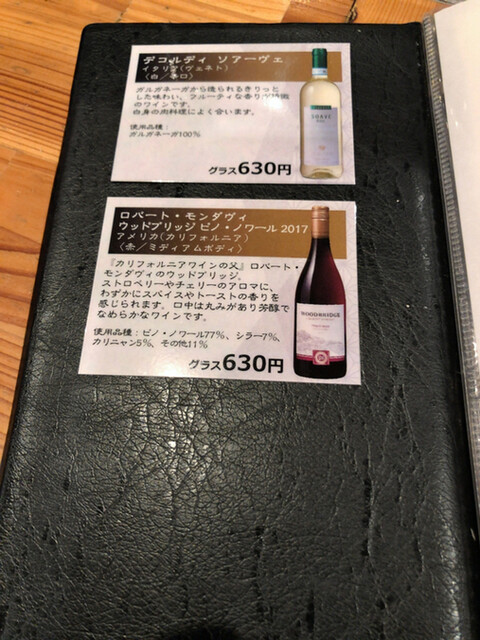 デコルディ ソアーヴェ
イタリア(ヴェネト)
〈白／辛口〉
ガルガネーガから造られるきりっと
した味わい、フルーティな香りが特徴
のワインです。
白身の肉料理によく合います。
使用品種：
ガルガネーガ100%
グラス630円
SOAVE
ロバート・モンダヴィ
ウッドブリッジ ピノ・ノワール 2017
アメリカ(カリフォルニア)
〈赤／ミディアムボディ〉
『カリフォルニアワインの父』ロバート・
モンダヴィのウッドブリッジ。
ストロベリーやチェリーのアロマに、
わずかにスパイスやトーストの香りを
感じられます。口中は丸みがあり芳醇で
なめらかなワインです。
使用品種：ピノ・ノワール77%、シラー7%、
カリニャン5%、その他11%
グラス630円
WOODBRIDGE